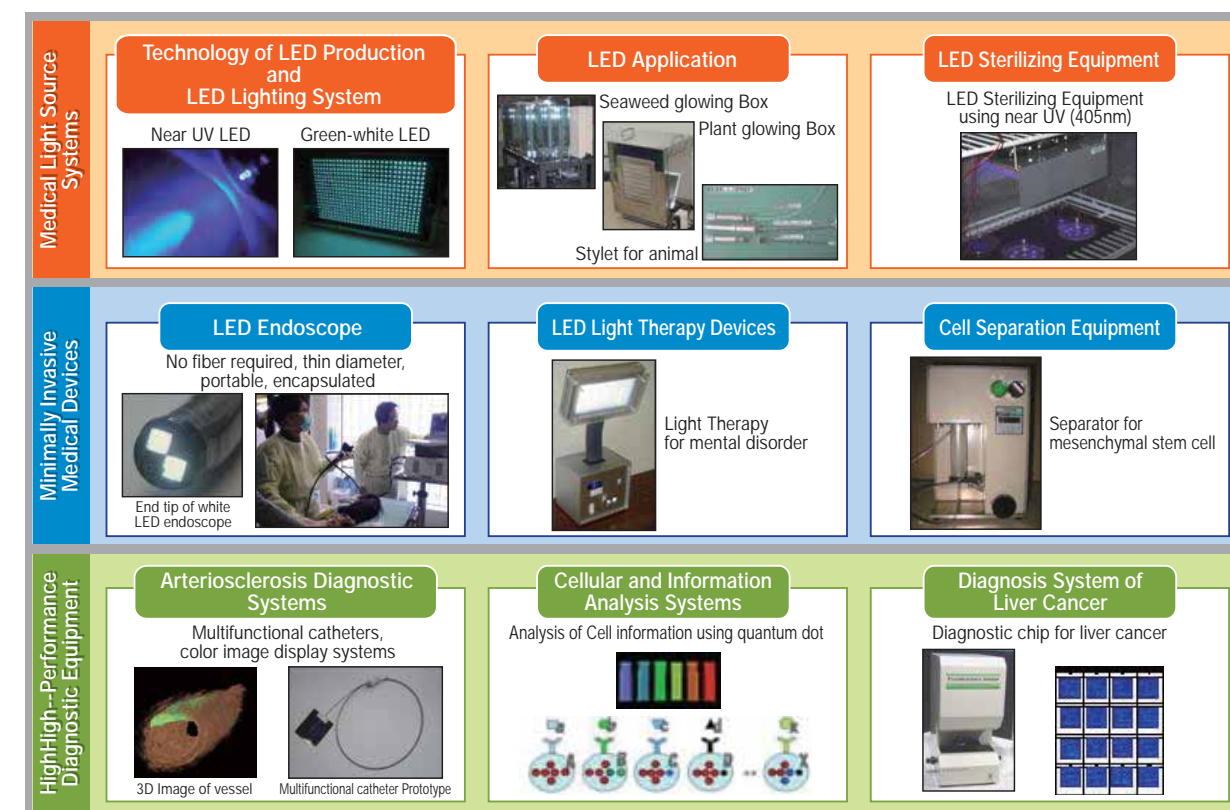 Medical Light Source
Systems
Technology of LED Production
and
LED Lighting System
Near UV LED
Green-white LED
LED Application
Seaweed glowing Box
Plant glowing Box
Stylet for animal
LED Sterilizing Equipment
LED Sterilizing Equipment
using near UV (405nm)
Minimally Invasive
Medical Devices
LED Endoscope
No fiber required, thin diameter,
portable, encapsulated
End tip of white
LED endoscope
LED Light Therapy Devices
Light Therapy
for mental disorder
Cell Separation Equipment
Separator for
mesenchymal stem cell
HighHigh--Performance
Diagnostic Equipment
Arteriosclerosis Diagnostic
Systems
Multifunctional catheters,
color image display systems
3D Image of vessel
Multifunctional catheter Prototype
Cellular and Information
Analysis Systems
Analysis of Cell information using quantum dot
a
b
c
d
x
A
B
C
D
X
Diagnosis System of
Liver Cancer
Diagnostic chip for liver cancer